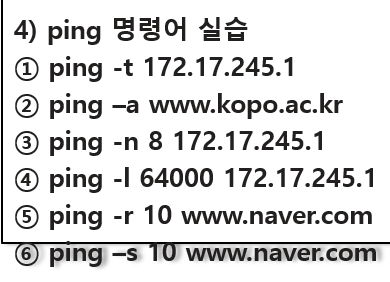 4) ping 명령어 실습
① ping -t 172.17.245.1
② ping –a www.kopo.ac.kr
③ ping -n 8 172.17.245.1
④ ping -l 64000 172.17.245.1
⑤ ping -r 10 www.naver.com
⑥ ping –s 10 www.naver.com